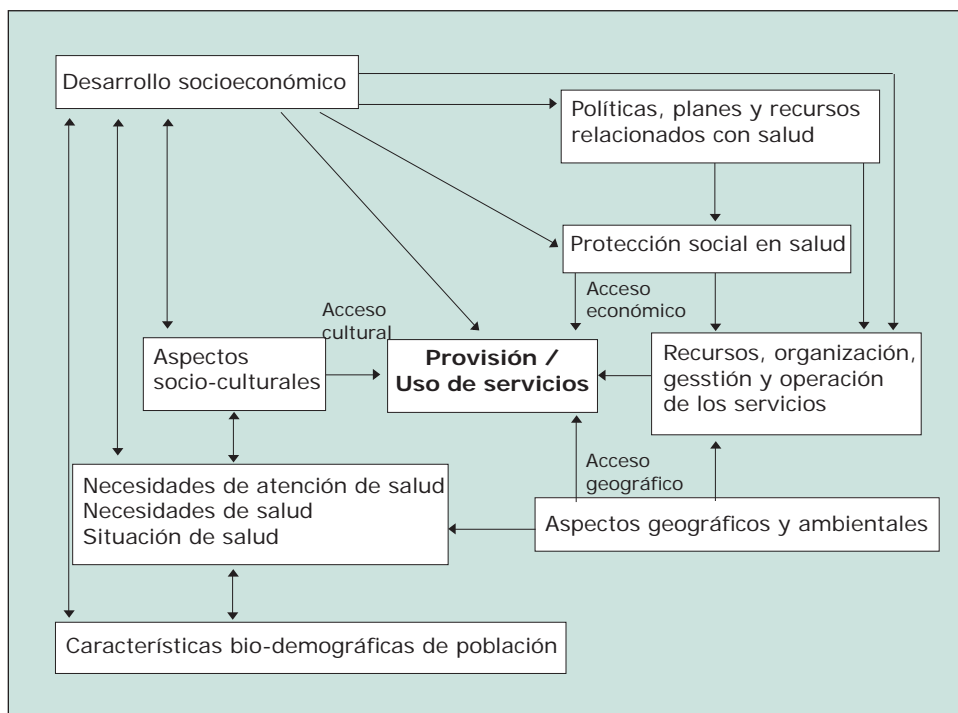 Desarrollo socioeconómico
Políticas, planes y recursos
relacionados con salud
Protección social en salud
Acceso
económico
Acceso
cultural
Aspectos
socio-culturales
Provisión /
Uso de servicios
Recursos, organización,
gesstión y operación
de los servicios
Necesidades de atención de salud
Necesidades de salud
Situación de salud
Acceso
geográfico
Aspectos geográficos y ambientales
Características bio-demográficas de población